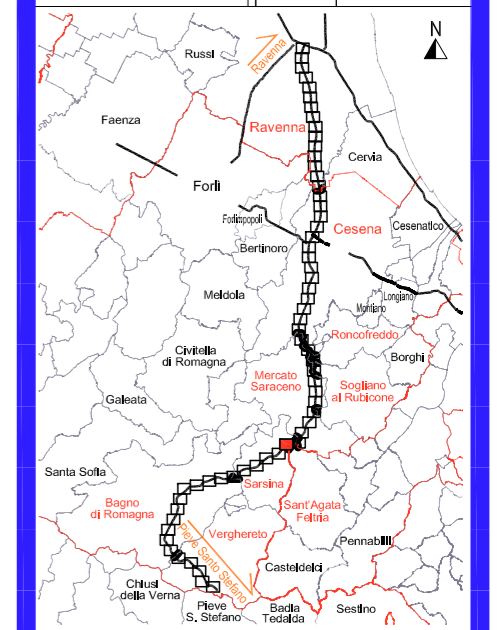 N
Ravenna
Russi
Faenza
Ravenna
Cervia
Forlì
Forlimpopoli
Cesena
Cesenatico
Bertinoro
Meldola
Longiano
Montiano
Roncofreddo
Civitella
di Romagna
Borghi
Mercato
Saraceno
Sogliano
al Rubicone
Galeata
Santa Sofia
Sarsina
Bagno
di Romagna
Sant'Agata
Feltria
Verghereto
Pieve Santo Stefano
Pennabilli
Casteldelci
Chiusi
della Verna
Pieve
S. Stefano
Badia
Tedalda
Sestino